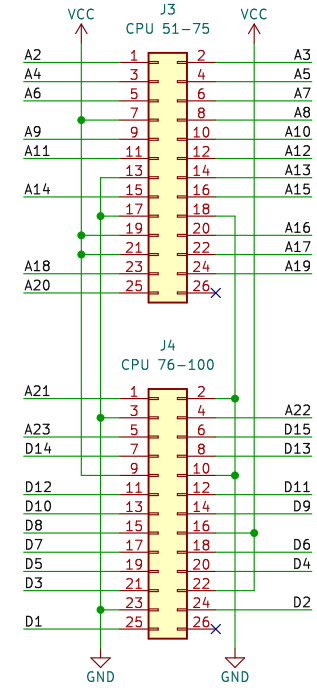 J3
VCC VCC
CPU 51-75
A2 1 2 A3
A4 3 4 A5
A6 5 6 A7
7 8 A8
A9 9 10 A10
A11 11 12 A12
13 14 A13
A14 15 16 A15
17 18
19 20 A16
21 22 A17
A18 23 24 A19
A20 25 26
J4
CPU 76-100
A21 1 2
3 4 A22
A23 5 6 D15
D14 7 8 D13
9 10
D12 11 12 D11
D10 13 14 D9
D8 15 16
D7 17 18 D6
D5 19 20 D4
D3 21 22
23 24 D2
D1 25 26
GND GND